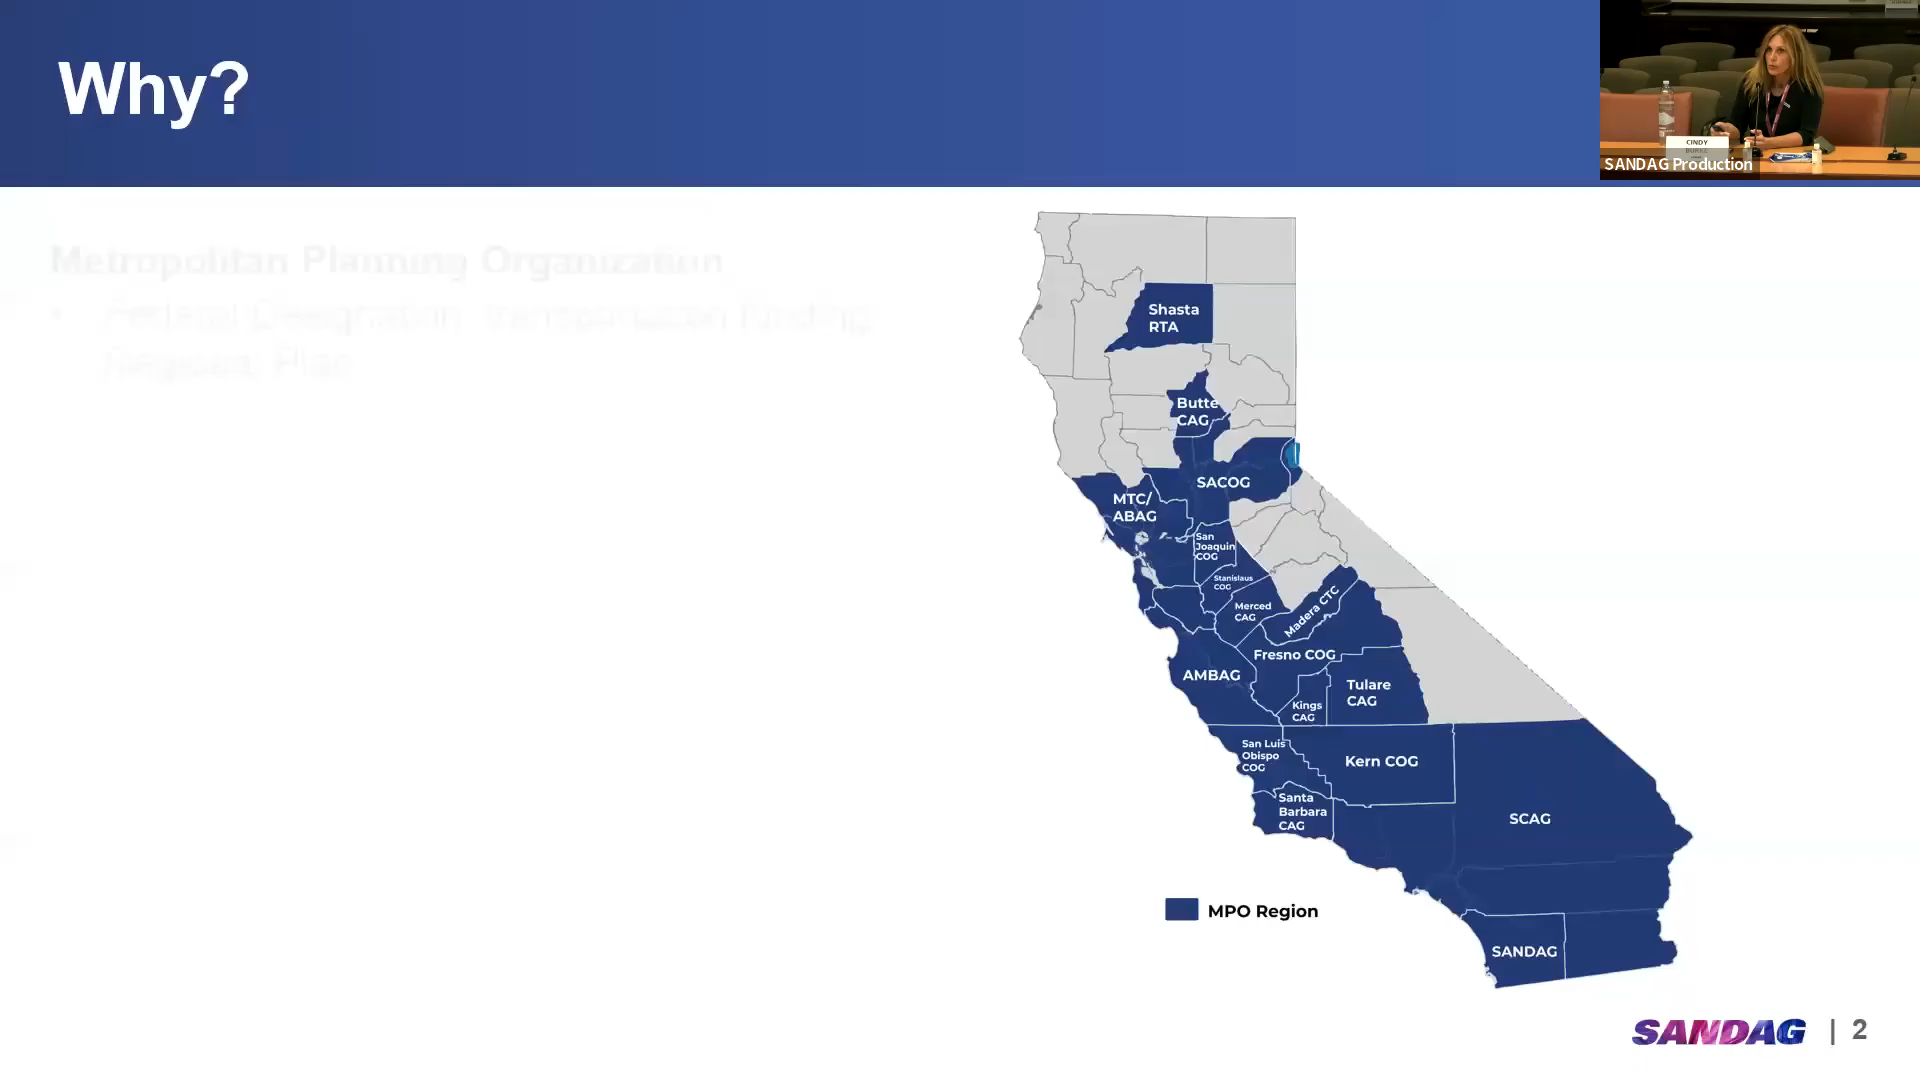 Why?
CINDY
BURKE
SANDAG Production
Metropolitan Planning Organization
• Federal Designation, transportation funding,
Regional Plan
Shasta
RTA
Butte
CAG
SACOG
MTC/
ABAG
San
Joaquin
COG
Stanislaus
COG
Merced
CAG
Madera CTC
Fresno COG
AMBAG
Tulare
CAG
Kings
CAG
San Luis
Obispo
COG
Kern COG
Santa
Barbara
CAG
SCAG
MPO Region
SANDAG
SANDAG | 2